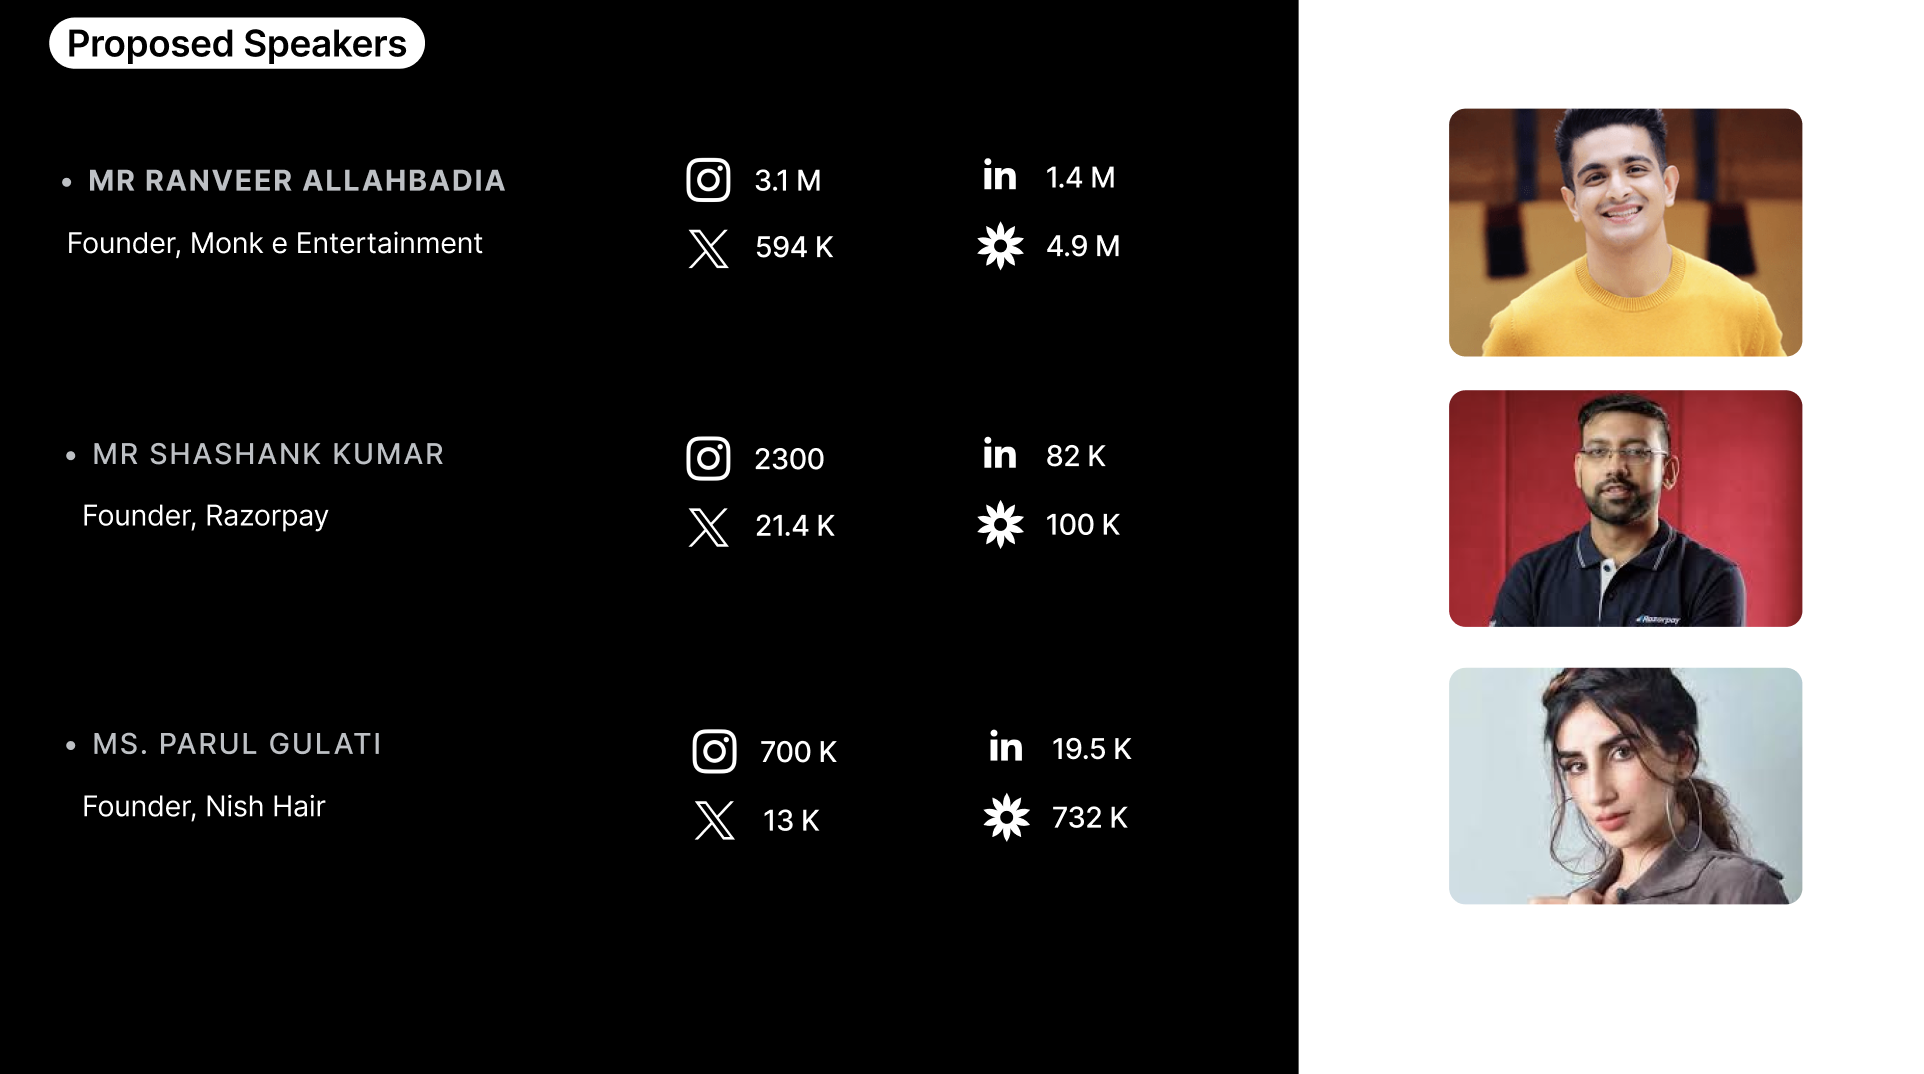 Proposed Speakers
• MR RANVEER ALLAHBADIA
Founder, Monk e Entertainment
3.1 M
in 1.4 M
594 K
4.9 M
• MR SHASHANK KUMAR
Founder, Razorpay
2300
in 82 K
21.4 K
100 K
Razorpay
• MS. PARUL GULATI
Founder, Nish Hair
700 K
in 19.5 K
13 K
732 K